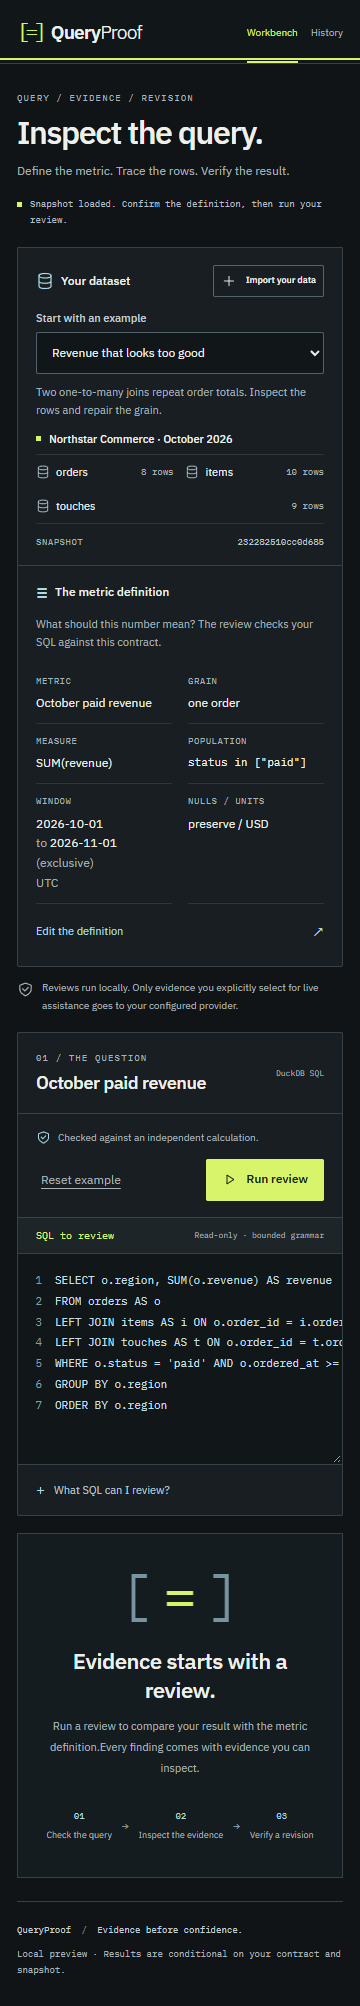 [=] QueryProof
Workbench History
QUERY / EVIDENCE / REVISION
Inspect the query.
Define the metric. Trace the rows. Verify the result.
Snapshot loaded. Confirm the definition, then run your
review.
Your dataset
+ Import your data
Start with an example
Revenue that looks too good
Two one-to-many joins repeat order totals. Inspect the
rows and repair the grain.
Northstar Commerce · October 2026
orders 8 rows items 10 rows
touches 9 rows
SNAPSHOT 232282510cc0d685
The metric definition
What should this number mean? The review checks your
SQL against this contract.
METRIC GRAIN
October paid revenue one order
MEASURE POPULATION
SUM(revenue) status in ["paid"]
WINDOW NULLS / UNITS
2026-10-01 preserve / USD
to 2026-11-01
(exclusive)
UTC
Edit the definition ↗
Reviews run locally. Only evidence you explicitly select for live
assistance goes to your configured provider.
01 / THE QUESTION
October paid revenue
DuckDB SQL
Checked against an independent calculation.
Reset example Run review
SQL to review Read-only · bounded grammar
1 SELECT o.region, SUM(o.revenue) AS revenue
2 FROM orders AS o
3 LEFT JOIN items AS i ON o.order_id = i.order
4 LEFT JOIN touches AS t ON o.order_id = t.ord
5 WHERE o.status = 'paid' AND o.ordered_at >=
6 GROUP BY o.region
7 ORDER BY o.region
+ What SQL can I review?
[=]
Evidence starts with a
review.
Run a review to compare your result with the metric
definition.Every finding comes with evidence you can
inspect.
01 02 03
Check the query → Inspect the evidence → Verify a revision
QueryProof / Evidence before confidence.
Local preview · Results are conditional on your contract and
snapshot.